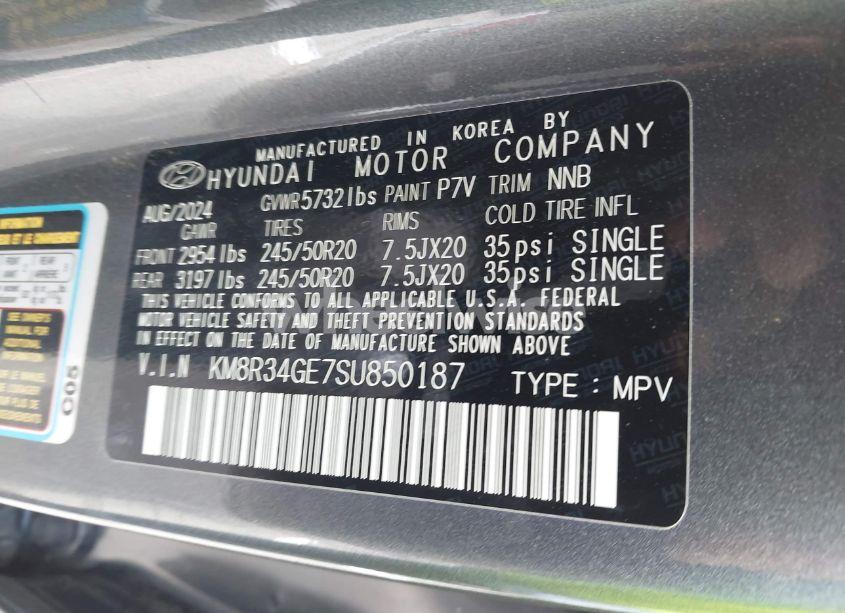 MANUFACTURED IN KOREA BY
HYUNDAI MOTOR COMPANY
AUG/2024 GVWR 5732 lbs PAINT P7V TRIM NNB
GAWR TIRES RIMS COLD TIRE INFL
FRONT 2954 lbs 245/50R20 7.5JX20 35psi SINGLE
REAR 3197 lbs 245/50R20 7.5JX20 35psi SINGLE
THIS VEHICLE CONFORMS TO ALL APPLICABLE U.S.A. FEDERAL
MOTOR VEHICLE SAFETY AND THEFT PREVENTION STANDARDS
IN EFFECT ON THE DATE OF MANUFACTURE SHOWN ABOVE
V.I.N KM8R34GE7SU850187 TYPE : MPV
C05